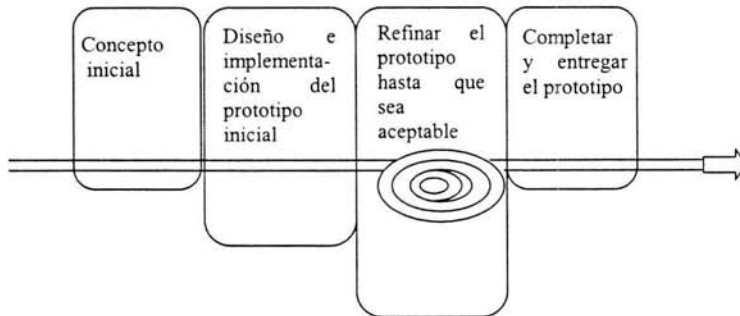 Concepto
inicial
Diseño e
implementa-
ción del
prototipo
inicial
Refinar el
prototipo
hasta que
sea
aceptable
Completar
y entregar
el prototipo